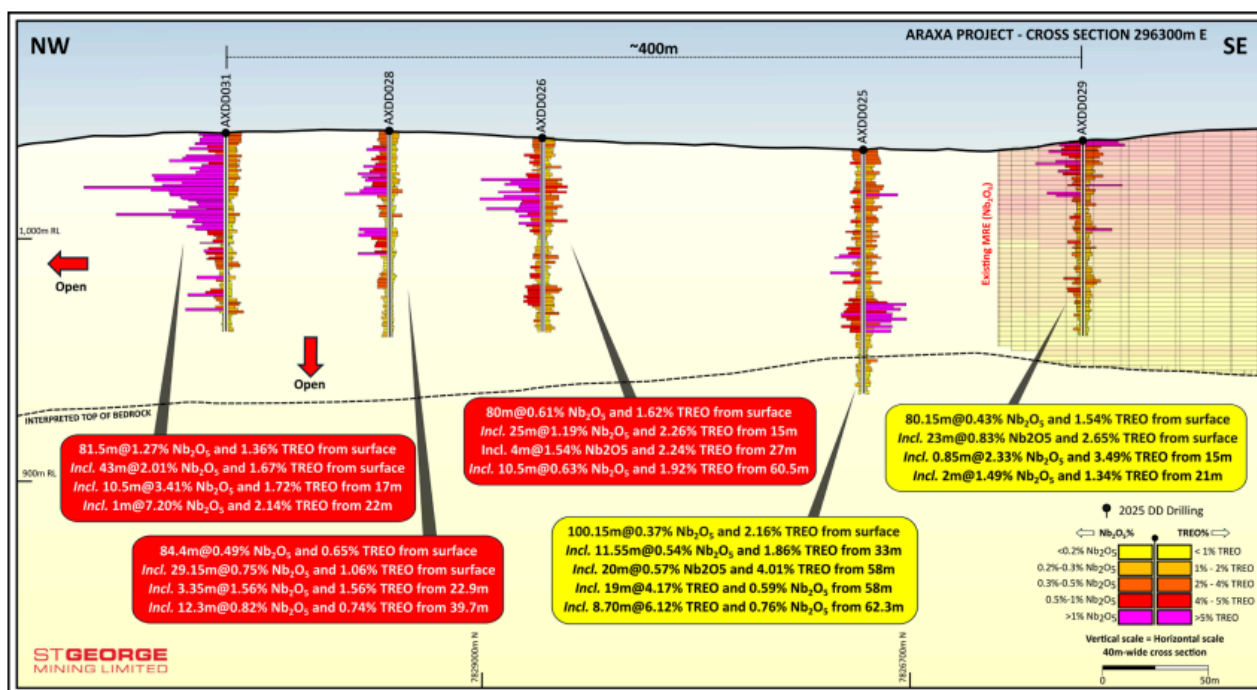 NW
ARAXA PROJECT - CROSS SECTION 296300m E
SE
~400m
AXDD031
AXDD028
AXDD026
AXDD025
AXDD029
Existing MRE (Nb₂O₅)
1,000m RL
Open
Open
INTERPRETED TOP OF BEDROCK
900m RL
81.5m@1.27% Nb₂O₅ and 1.36% TREO from surface
Incl. 43m@2.01% Nb₂O₅ and 1.67% TREO from surface
Incl. 10.5m@3.41% Nb₂O₅ and 1.72% TREO from 17m
Incl. 1m@7.20% Nb₂O₅ and 2.14% TREO from 22m
84.4m@0.49% Nb₂O₅ and 0.65% TREO from surface
Incl. 29.15m@0.75% Nb₂O₅ and 1.06% TREO from surface
Incl. 3.35m@1.56% Nb₂O₅ and 1.56% TREO from 22.9m
Incl. 12.3m@0.82% Nb₂O₅ and 0.74% TREO from 39.7m
80m@0.61% Nb₂O₅ and 1.62% TREO from surface
Incl. 25m@1.19% Nb₂O₅ and 2.26% TREO from 15m
Incl. 4m@1.54% Nb2O5 and 2.24% TREO from 27m
Incl. 10.5m@0.63% Nb₂O₅ and 1.92% TREO from 60.5m
100.15m@0.37% Nb₂O₅ and 2.16% TREO from surface
Incl. 11.55m@0.54% Nb₂O₅ and 1.86% TREO from 33m
Incl. 20m@0.57% Nb2O5 and 4.01% TREO from 58m
Incl. 19m@4.17% TREO and 0.59% Nb₂O₅ from 58m
Incl. 8.70m@6.12% TREO and 0.76% Nb₂O₅ from 62.3m
80.15m@0.43% Nb₂O₅ and 1.54% TREO from surface
Incl. 23m@0.83% Nb2O5 and 2.65% TREO from surface
Incl. 0.85m@2.33% Nb₂O₅ and 3.49% TREO from 15m
Incl. 2m@1.49% Nb₂O₅ and 1.34% TREO from 21m
2025 DD Drilling
Nb₂O₅% TREO%
<0.2% Nb₂O₅ < 1% TREO
0.2%-0.3% Nb₂O₅ 1% - 2% TREO
0.3%-0.5% Nb₂O₅ 2% - 4% TREO
0.5%-1% Nb₂O₅ 4% - 5% TREO
>1% Nb₂O₅ >5% TREO
Vertical scale = Horizontal scale
40m-wide cross section
0 50m
7829000m N
7826700m N
STGEORGE
MINING LIMITED